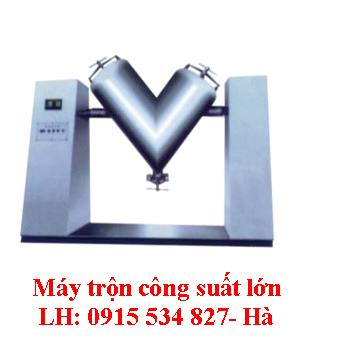 Máy trộn công suất lớn
LH: 0915 534 827- Hà